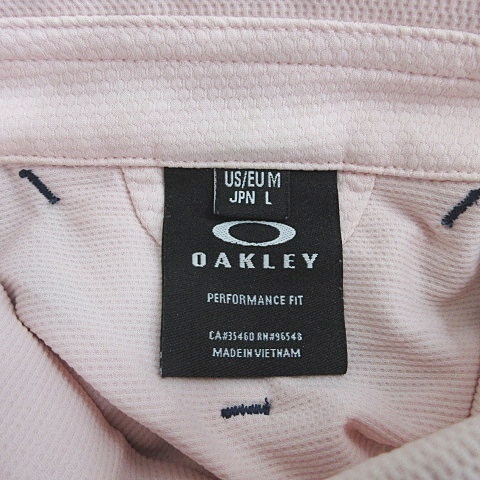 US/EU M
JPN L
OAKLEY
PERFORMANCE FIT
CA#35460 RN#96548
MADE IN VIETNAM